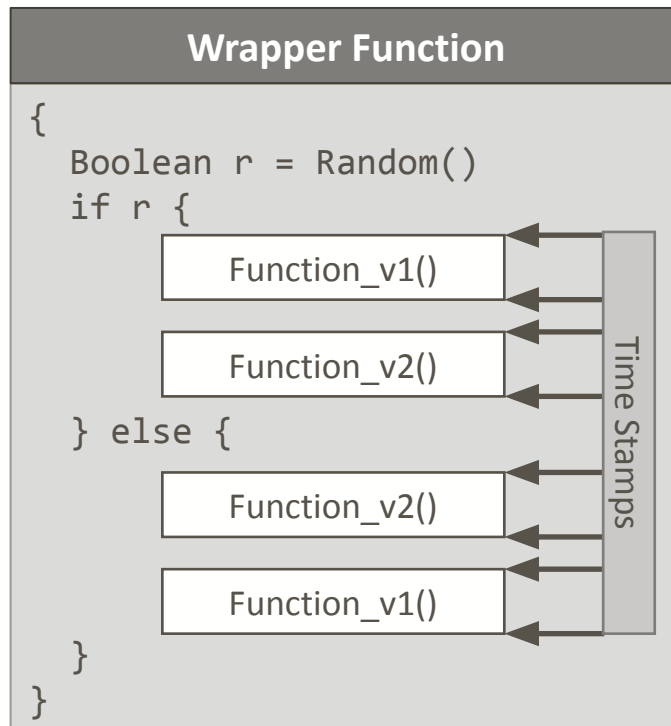 Wrapper Function
{
Boolean r = Random()
if r {
Function_v1()
Function_v2()
} else {
Function_v2()
Function_v1()
}
}
Time Stamps